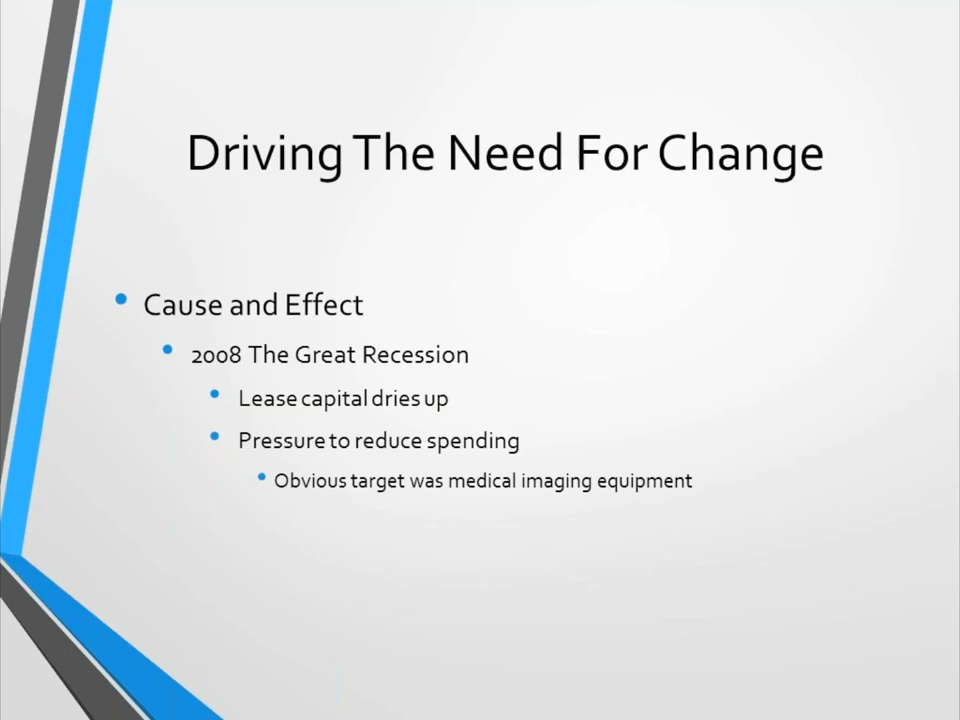 Driving The Need For Change
Cause and Effect
2008 The Great Recession
Lease capital dries up
Pressure to reduce spending
Obvious target was medical imaging equipment